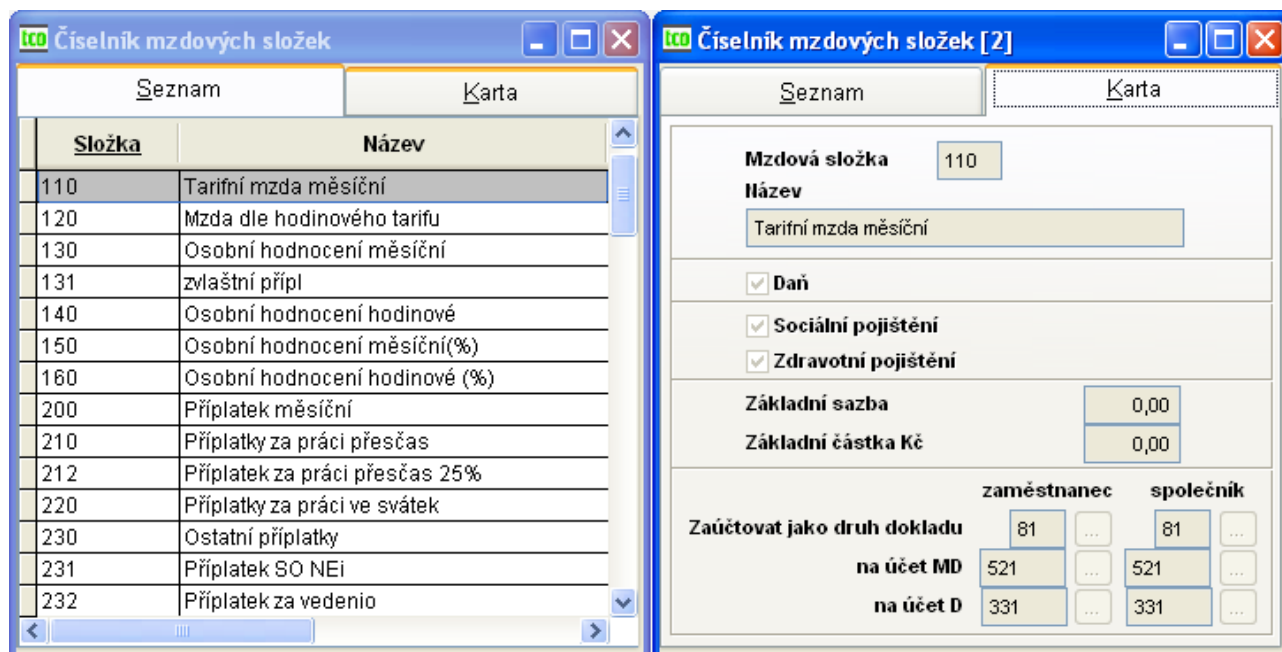 tco Číselník mzdových složek
Seznam Karta
Složka Název
110 Tarifní mzda měsíční
120 Mzda dle hodinového tarifu
130 Osobní hodnocení měsíční
131 zvlaštní přípl
140 Osobní hodnocení hodinové
150 Osobní hodnocení měsíční(%)
160 Osobní hodnocení hodinové (%)
200 Příplatek měsíční
210 Příplatky za práci přesčas
212 Příplatek za práci přesčas 25%
220 Příplatky za práci ve svátek
230 Ostatní příplatky
231 Příplatek SO NEi
232 Příplatek za vedenio
tco Číselník mzdových složek [2]
Seznam Karta
Mzdová složka 110
Název
Tarifní mzda měsíční
Daň
Sociální pojištění
Zdravotní pojištění
Základní sazba 0,00
Základní částka Kč 0,00
zaměstnanec společník
Zaúčtovat jako druh dokladu 81 ... 81 ...
na účet MD 521 ... 521 ...
na účet D 331 ... 331 ...